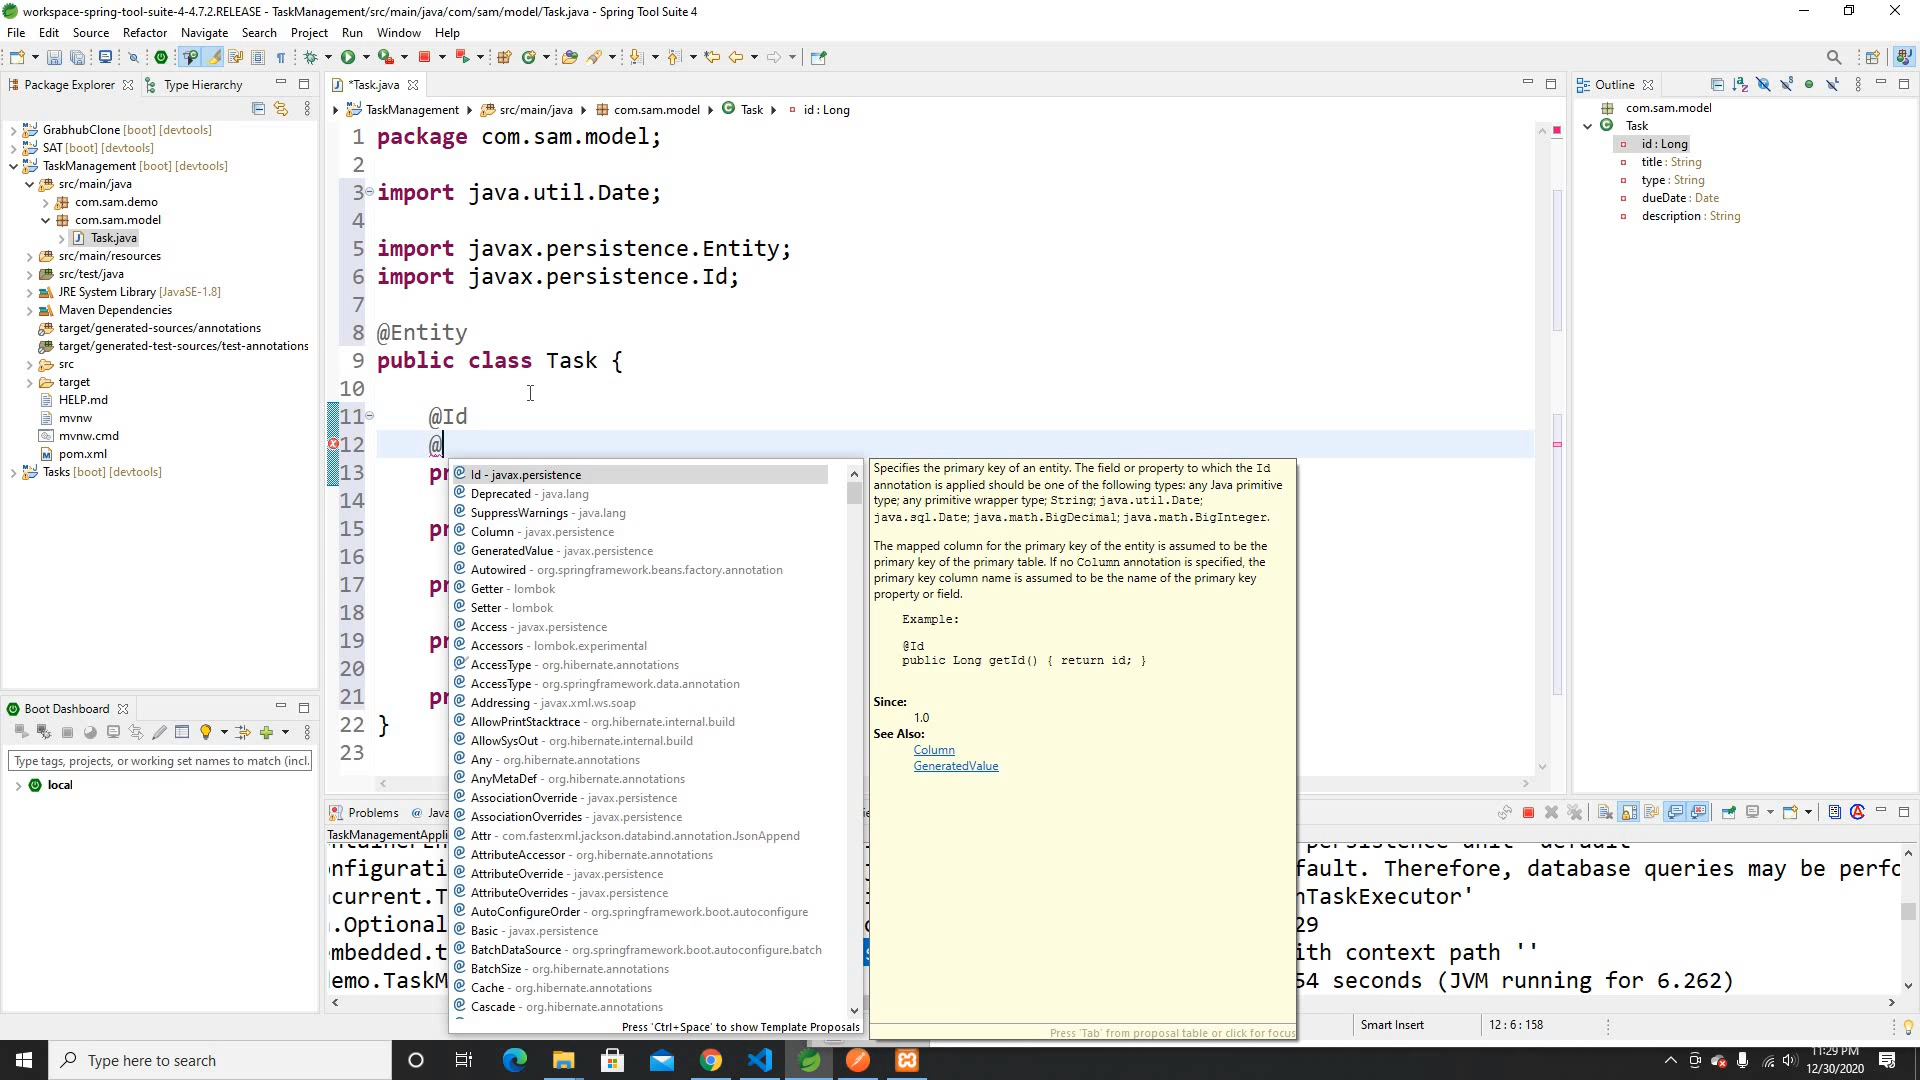 workspace-spring-tool-suite-4-4.7.2.RELEASE - TaskManagement/src/main/java/com/sam/model/Task.java - Spring Tool Suite 4
File Edit Source Refactor Navigate Search Project Run Window Help
Package Explorer
Type Hierarchy
GrabhubClone [boot] [devtools]
SAT [boot] [devtools]
TaskManagement [boot] [devtools]
src/main/java
com.sam.demo
com.sam.model
Task.java
src/main/resources
src/test/java
JRE System Library [JavaSE-1.8]
Maven Dependencies
target/generated-sources/annotations
target/generated-test-sources/test-annotations
src
target
HELP.md
mvnw
mvnw.cmd
pom.xml
Tasks [boot] [devtools]
Boot Dashboard
Type tags, projects, or working set names to match (incl.
local
*Task.java
TaskManagement src/main/java com.sam.model Task id : Long
1 package com.sam.model;
2
3 import java.util.Date;
4
5 import javax.persistence.Entity;
6 import javax.persistence.Id;
7
8 @Entity
9 public class Task {
10
11 @Id
12 @
13 pr
14
15 pr
16
17 pr
18
19 pr
20
21 pr
22 }
23
Id - javax.persistence
Deprecated - java.lang
SuppressWarnings - java.lang
Column - javax.persistence
GeneratedValue - javax.persistence
Autowired - org.springframework.beans.factory.annotation
Getter - lombok
Setter - lombok
Access - javax.persistence
Accessors - lombok.experimental
AccessType - org.hibernate.annotations
AccessType - org.springframework.data.annotation
Addressing - javax.xml.ws.soap
AllowPrintStacktrace - org.hibernate.internal.build
AllowSysOut - org.hibernate.internal.build
Any - org.hibernate.annotations
AnyMetaDef - org.hibernate.annotations
AssociationOverride - javax.persistence
AssociationOverrides - javax.persistence
Attr - com.fasterxml.jackson.databind.annotation.JsonAppend
AttributeAccessor - org.hibernate.annotations
AttributeOverride - javax.persistence
AttributeOverrides - javax.persistence
AutoConfigureOrder - org.springframework.boot.autoconfigure
Basic - javax.persistence
BatchDataSource - org.springframework.boot.autoconfigure.batch
BatchSize - org.hibernate.annotations
Cache - org.hibernate.annotations
Cascade - org.hibernate.annotations
Press 'Ctrl+Space' to show Template Proposals
Specifies the primary key of an entity. The field or property to which the Id
annotation is applied should be one of the following types: any Java primitive
type; any primitive wrapper type; String; java.util.Date;
java.sql.Date; java.math.BigDecimal; java.math.BigInteger.
The mapped column for the primary key of the entity is assumed to be the
primary key of the primary table. If no Column annotation is specified, the
primary key column name is assumed to be the name of the primary key
property or field.
Example:
@Id
public Long getId() { return id; }
Since:
1.0
See Also:
Column
GeneratedValue
Press 'Tab' from proposal table or click for focus
Outline
com.sam.model
Task
id : Long
title : String
type : String
dueDate : Date
description : String
Problems @ Java
TaskManagementAppli
persistence unit 'default'
onfigurati fault. Therefore, database queries may be perfo
current.T nTaskExecutor'
.Optional 29
mbedded.t ith context path ''
demo.TaskM 54 seconds (JVM running for 6.262)
Smart Insert 12 : 6 : 158
Type here to search
11:29 PM
12/30/2020